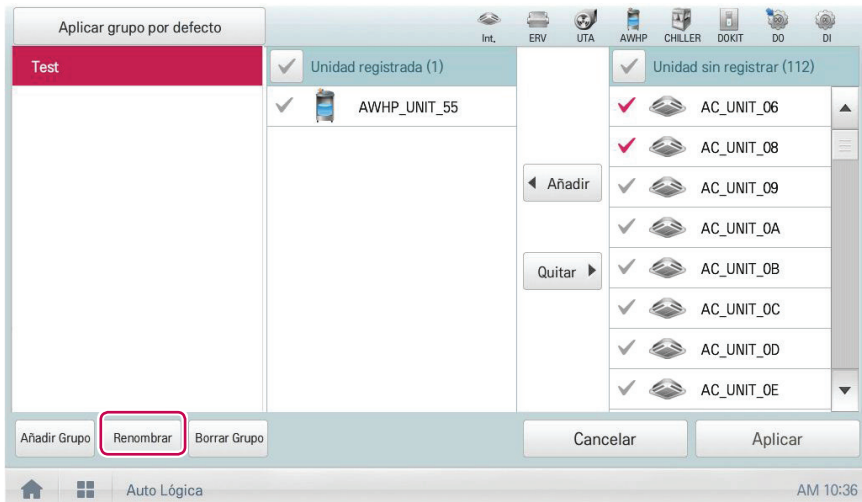 Aplicar grupo por defecto
Int.
ERV
UTA
AWHP
CHILLER
DOKIT
DO
DI
Test
Unidad registrada (1)
Unidad sin registrar (112)
AWHP_UNIT_55
AC_UNIT_06
AC_UNIT_08
AC_UNIT_09
AC_UNIT_0A
AC_UNIT_0B
AC_UNIT_0C
AC_UNIT_0D
AC_UNIT_0E
Añadir
Quitar
Añadir Grupo
Renombrar
Borrar Grupo
Cancelar
Aplicar
Auto Lógica
AM 10:36